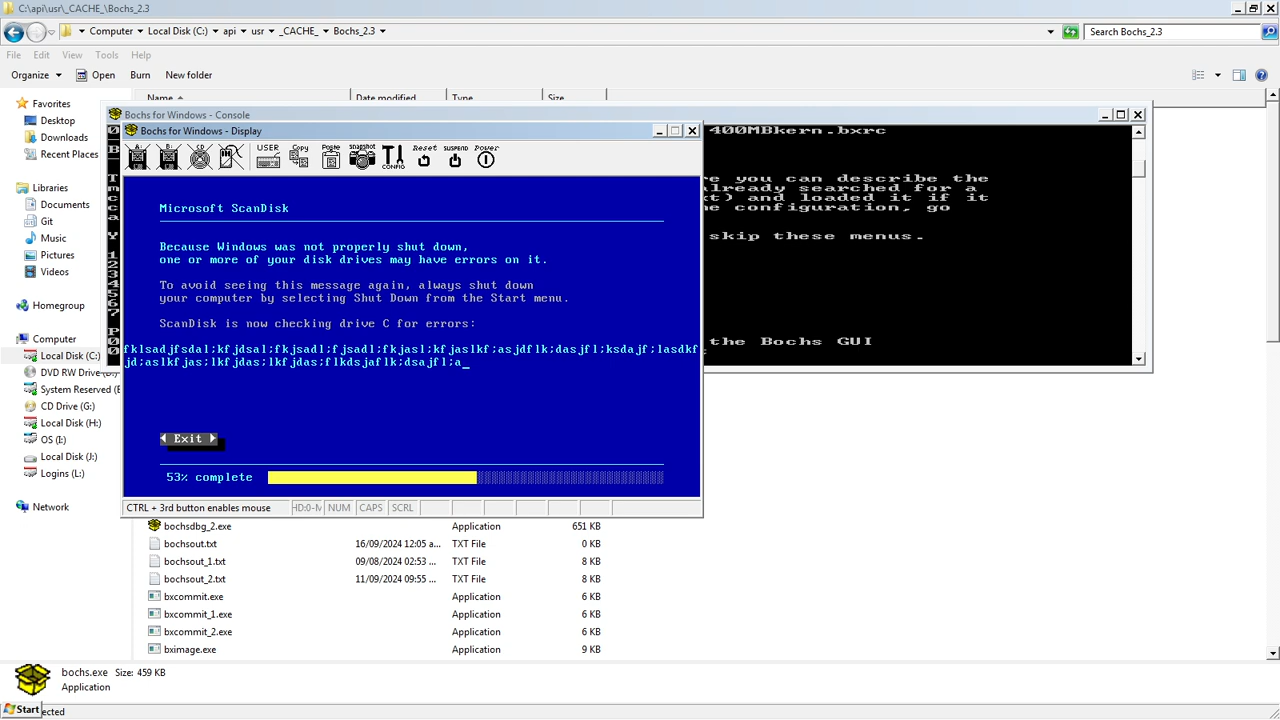 C:\api\usr\_CACHE_\Bochs_2.3
Computer Local Disk (C:) api usr _CACHE_ Bochs_2.3
Search Bochs_2.3
File Edit View Tools Help
Organize Open Burn New folder
Name Date modified Type Size
Favorites
Desktop
Downloads
Recent Places
Libraries
Documents
Git
Music
Pictures
Videos
Homegroup
Computer
Local Disk (C:)
DVD RW Drive (D:)
System Reserved (E
CD Drive (G:)
Local Disk (H:)
OS (I:)
Local Disk (J:)
Logins (L:)
Network
Bochs for Windows - Console
400MBkern.bxrc
re you can describe the
already searched for a
xt) and loaded it if it
he configuration, go
skip these menus.
the Bochs GUI
Bochs for Windows - Display
A: B: CD USER Copy Paste snapshot CONFIG Reset SUSPEND Power
Microsoft ScanDisk
Because Windows was not properly shut down,
one or more of your disk drives may have errors on it.
To avoid seeing this message again, always shut down
your computer by selecting Shut Down from the Start menu.
ScanDisk is now checking drive C for errors:
fklsadjfsdal;kfjdsal;fkjsadl;fjsadl;fkjasl;kfjaslkf;asjdflk;dasjfl;ksdajf;lasdkf
jd;aslkfjas;lkfjdas;lkfjdas;flkdsjaflk;dsajfl;a_
Exit
53% complete
CTRL + 3rd button enables mouse HD:0-M NUM CAPS SCRL
bochsdbg_2.exe Application 651 KB
bochsout.txt 16/09/2024 12:05 a... TXT File 0 KB
bochsout_1.txt 09/08/2024 02:53 ... TXT File 8 KB
bochsout_2.txt 11/09/2024 09:55 ... TXT File 8 KB
bxcommit.exe Application 6 KB
bxcommit_1.exe Application 6 KB
bxcommit_2.exe Application 6 KB
bximage.exe Application 9 KB
bochs.exe Size: 459 KB
Application
Start ected